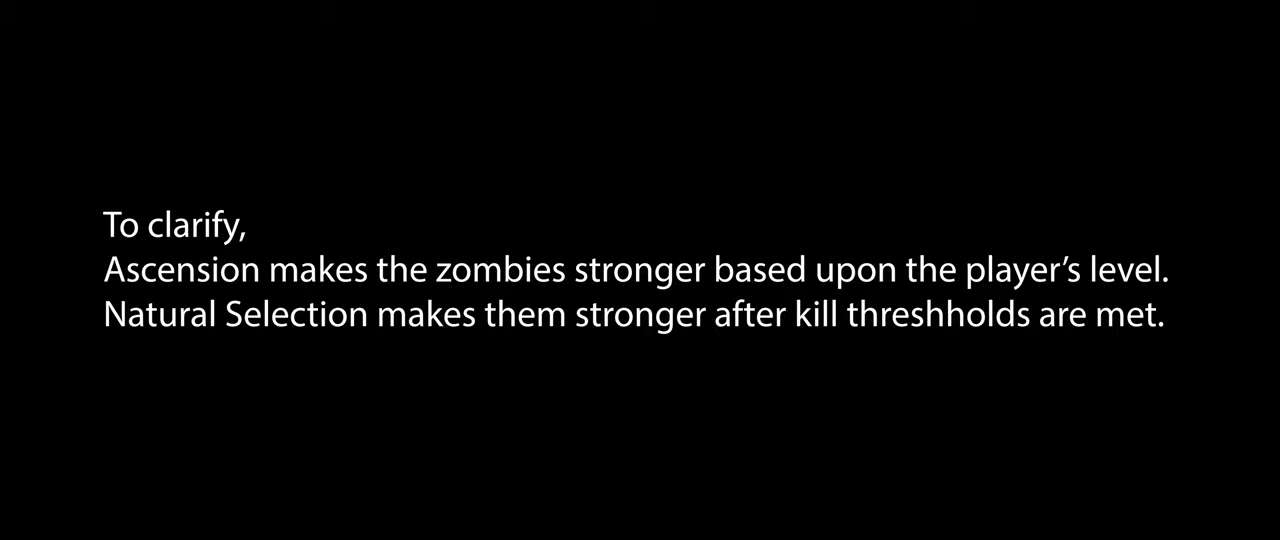 To clarify,
Ascension makes the zombies stronger based upon the player’s level.
Natural Selection makes them stronger after kill threshholds are met.